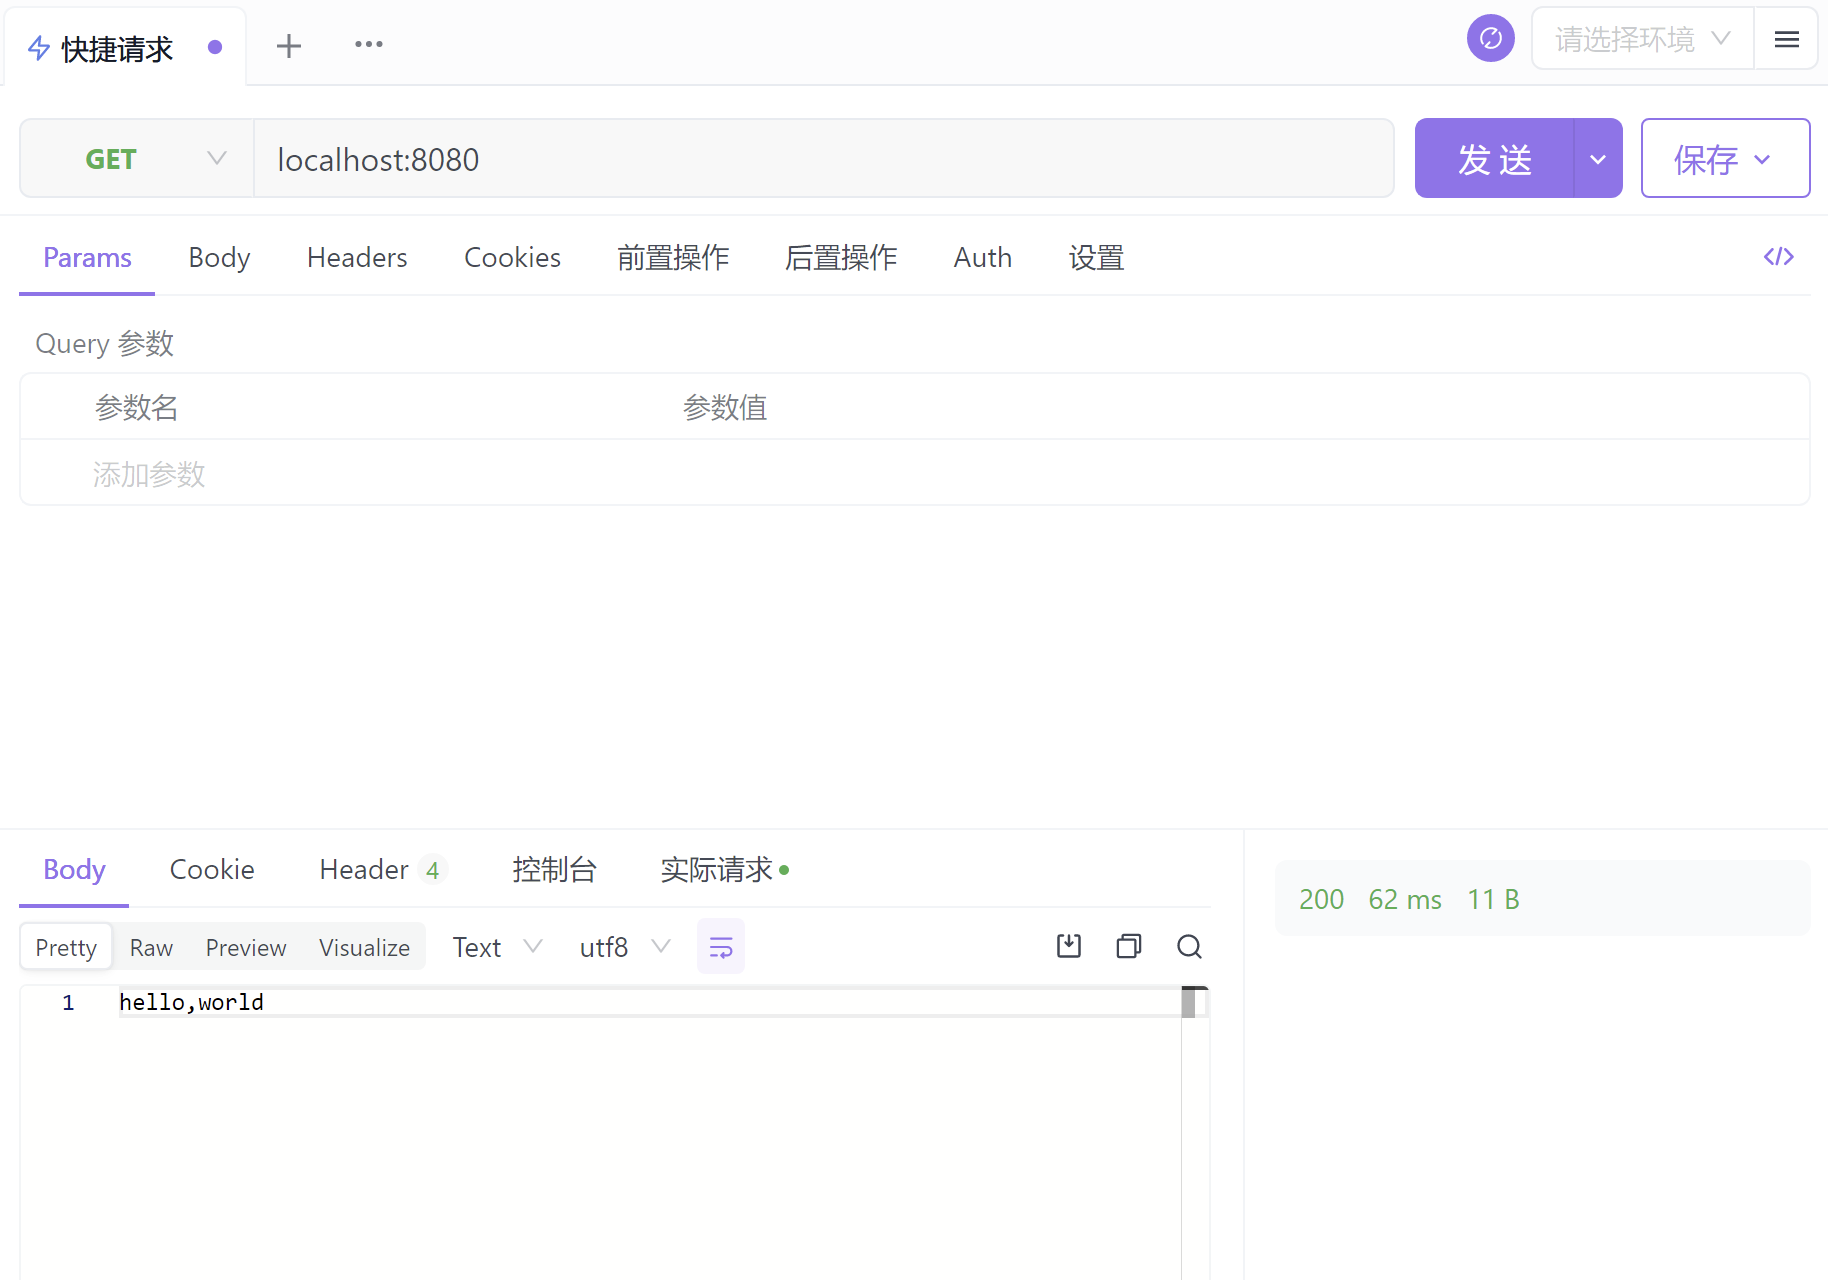 快捷请求
请选择环境
GET localhost:8080 发 送 保存
Params Body Headers Cookies 前置操作 后置操作 Auth 设置
Query 参数
参数名 参数值
添加参数
Body Cookie Header 4 控制台 实际请求
200 62 ms 11 B
Pretty Raw Preview Visualize Text utf8
1 hello,world